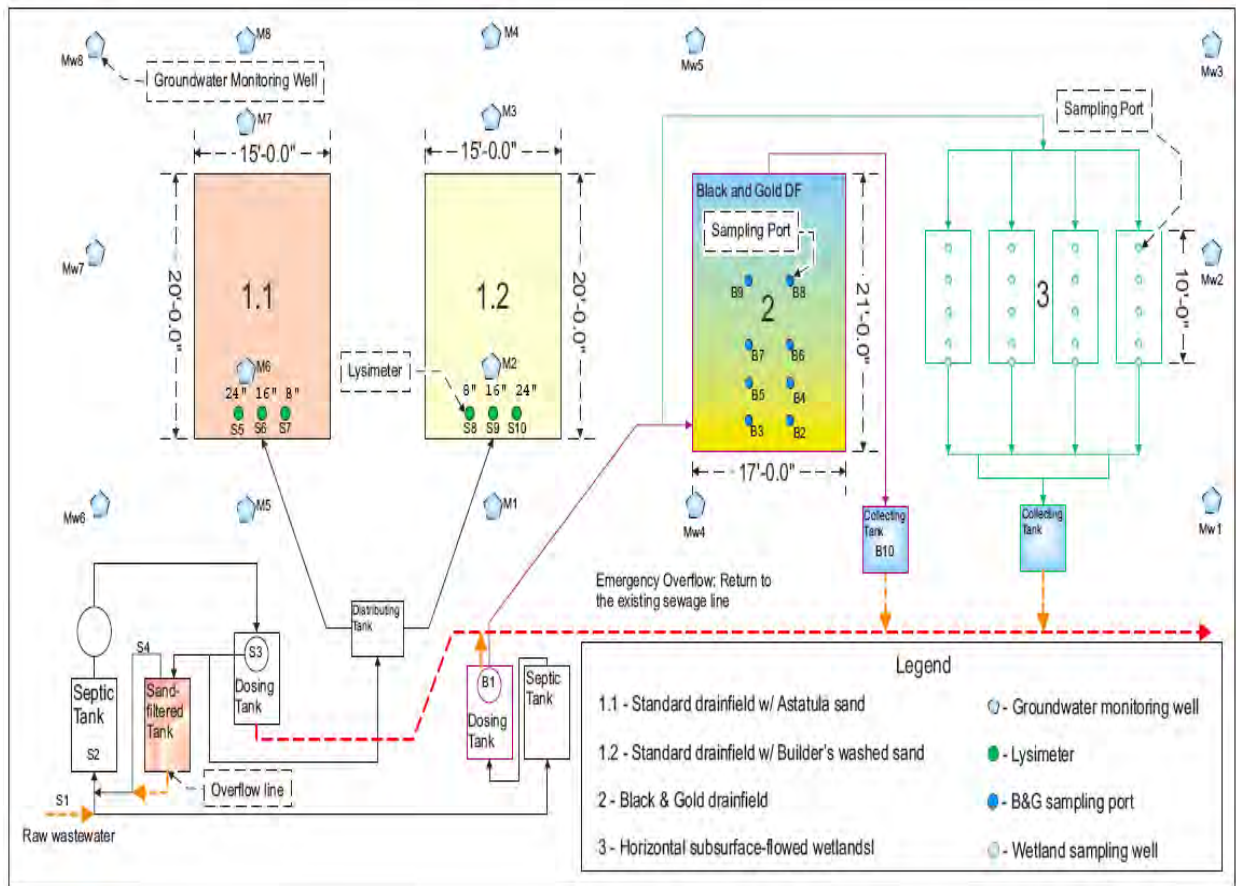 M8
M4
Mw8
Mw5
Mw3
Groundwater Monitoring Well
M7
M3
Sampling Port
15'-0.0"
15'-0.0"
Black and Gold DF
Sampling Port
Mw7
20'-0.0"
1.1
20'-0.0"
1.2
B9
B8
2
21'-0.0"
3
10'-0"
Mw2
M6
Lysimeter
M2
B7
B6
24" 16" 8"
8" 16" 24"
B5
B4
S5 S6 S7
S8 S9 S10
B3
B2
17'-0.0"
Mw6
M5
M1
Mw4
Mw1
Collecting
Tank
B10
Collecting
Tank
Emergency Overflow: Return to
the existing sewage line
Distributing
Tank
S4
S3
Dosing
Tank
Septic
Tank
S2
Sand-
filtered
Tank
B1
Dosing
Tank
Septic
Tank
Overflow line
S1
Raw wastewater
Legend
1.1 - Standard drainfield w/ Astatula sand
- Groundwater monitoring well
1.2 - Standard drainfield w/ Builder's washed sand
- Lysimeter
2 - Black & Gold drainfield
- B&G sampling port
3 - Horizontal subsurface-flowed wetlandsl
- Wetland sampling well